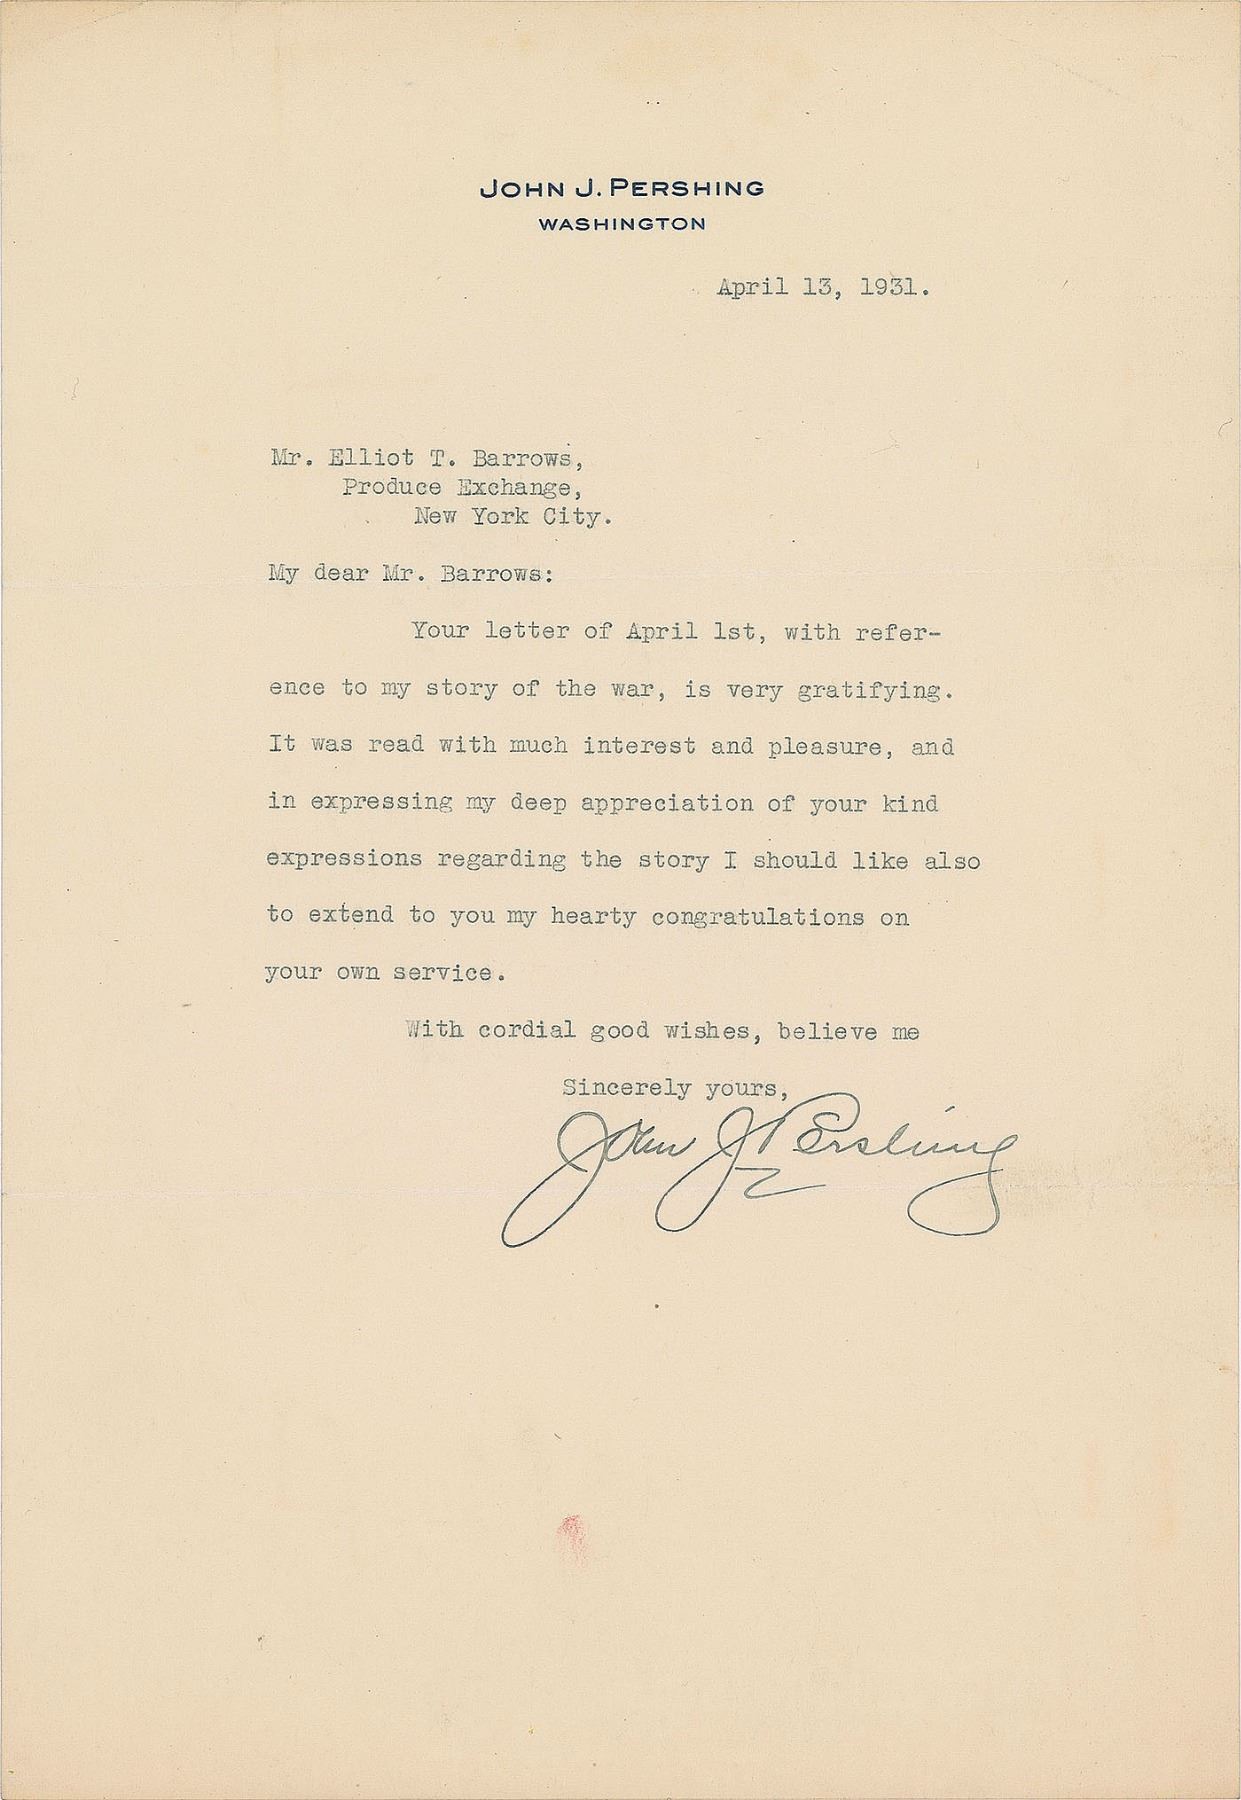 JOHN J. PERSHING
WASHINGTON
April 13, 1931.
Mr. Elliot T. Barrows,
Produce Exchange,
New York City.
My dear Mr. Barrows:
Your letter of April 1st, with refer-
ence to my story of the war, is very gratifying.
It was read with much interest and pleasure, and
in expressing my deep appreciation of your kind
expressions regarding the story I should like also
to extend to you my hearty congratulations on
your own service.
With cordial good wishes, believe me
Sincerely yours,
John J Pershing